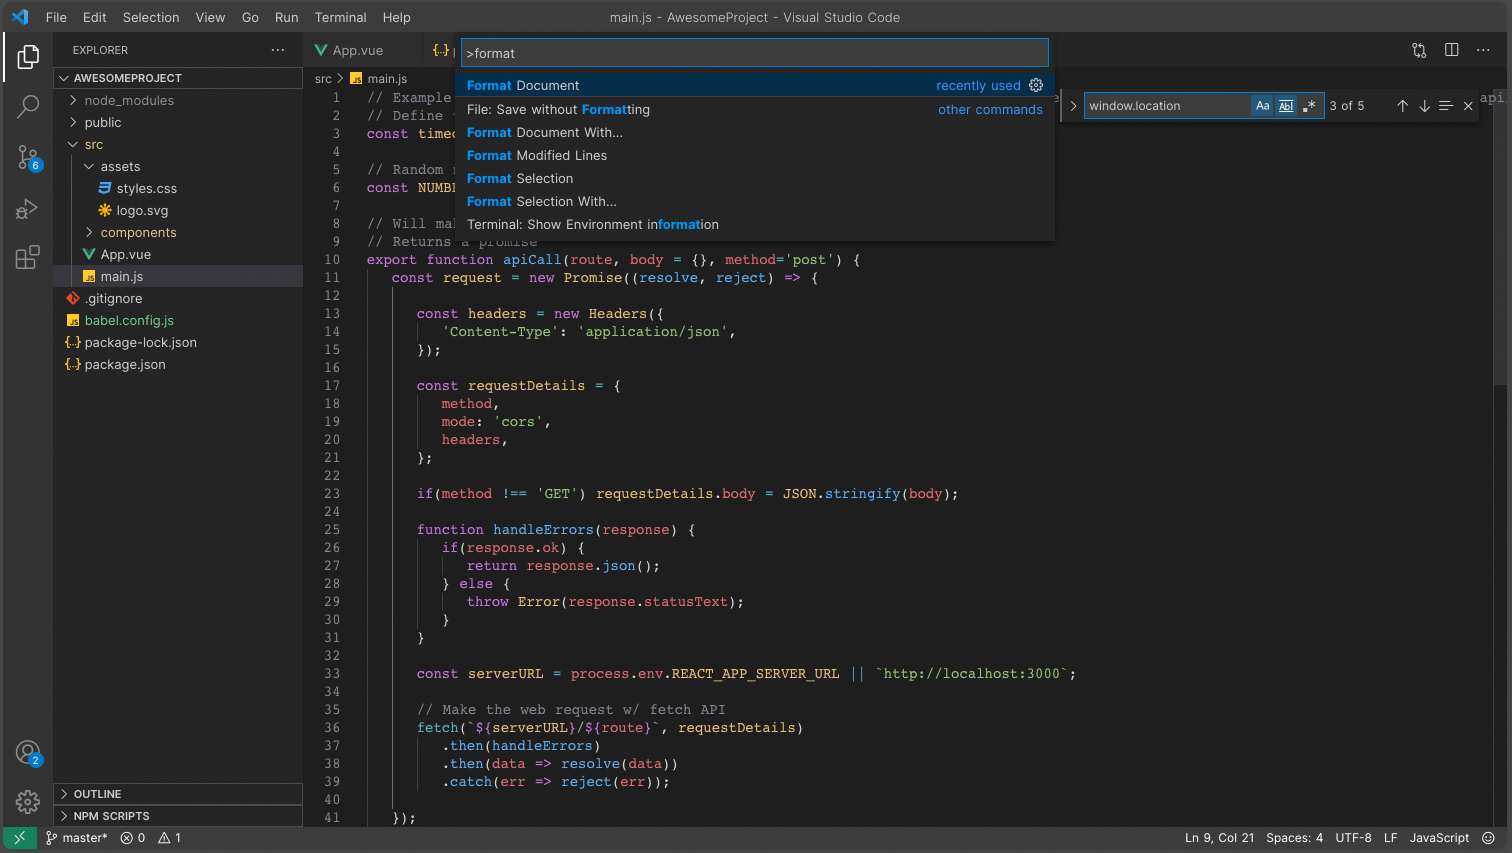 File Edit Selection View Go Run Terminal Help
main.js - AwesomeProject - Visual Studio Code
EXPLORER
AWESOMEPROJECT
node_modules
public
src
assets
styles.css
logo.svg
components
App.vue
main.js
.gitignore
babel.config.js
package-lock.json
package.json
OUTLINE
NPM SCRIPTS
6
2
App.vue
{..}
>format
Format Document recently used
File: Save without Formatting other commands
Format Document With...
Format Modified Lines
Format Selection
Format Selection With...
Terminal: Show Environment information
window.location Aa Abl .* 3 of 5
api
src > main.js
1 // Example
2 // Define
3 const timeo
4
5 // Random
6 const NUMBE
7
8 // Will ma
9 // Returns a promise
10 export function apiCall(route, body = {}, method='post') {
11 const request = new Promise((resolve, reject) => {
12
13 const headers = new Headers({
14 'Content-Type': 'application/json',
15 });
16
17 const requestDetails = {
18 method,
19 mode: 'cors',
20 headers,
21 };
22
23 if(method !== 'GET') requestDetails.body = JSON.stringify(body);
24
25 function handleErrors(response) {
26 if(response.ok) {
27 return response.json();
28 } else {
29 throw Error(response.statusText);
30 }
31 }
32
33 const serverURL = process.env.REACT_APP_SERVER_URL || `http://localhost:3000`;
34
35 // Make the web request w/ fetch API
36 fetch(`${serverURL}/${route}`, requestDetails)
37 .then(handleErrors)
38 .then(data => resolve(data))
39 .catch(err => reject(err));
40
41 });
master* 0 1
Ln 9, Col 21 Spaces: 4 UTF-8 LF JavaScript